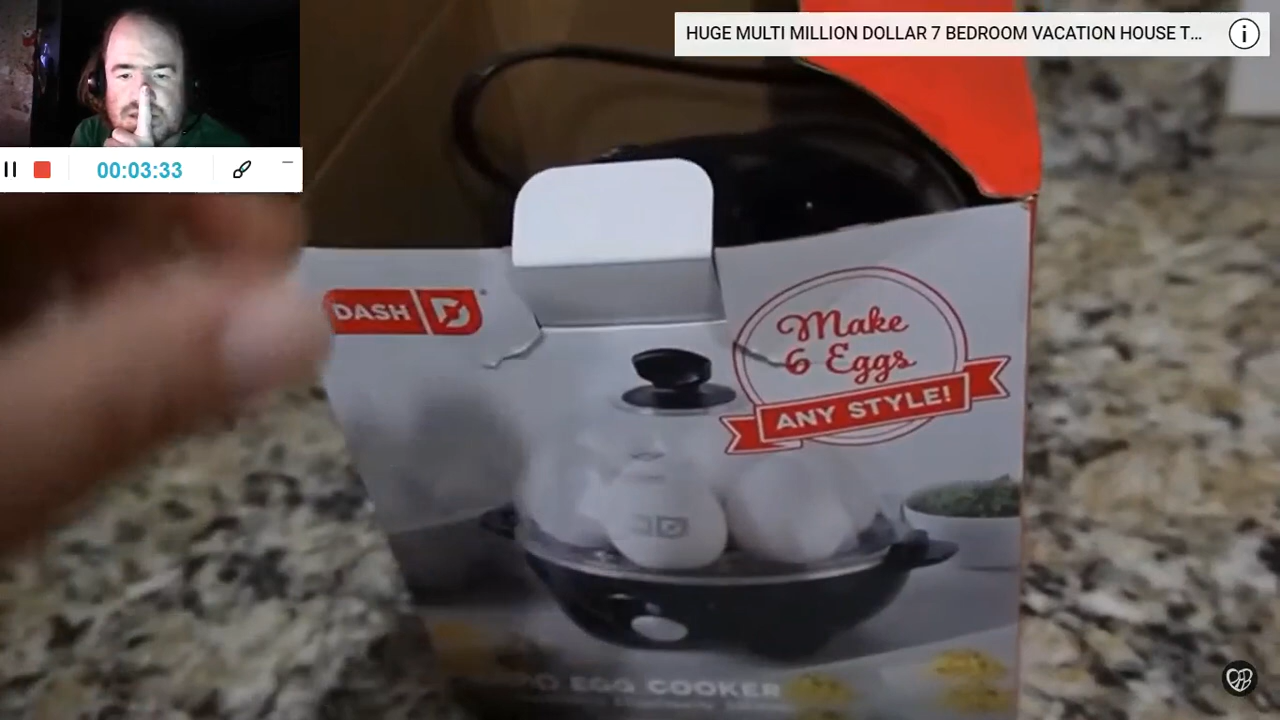 HUGE MULTI MILLION DOLLAR 7 BEDROOM VACATION HOUSE T...
00:03:33
DASH
Make
6 Eggs
ANY STYLE!
EGG COOKER